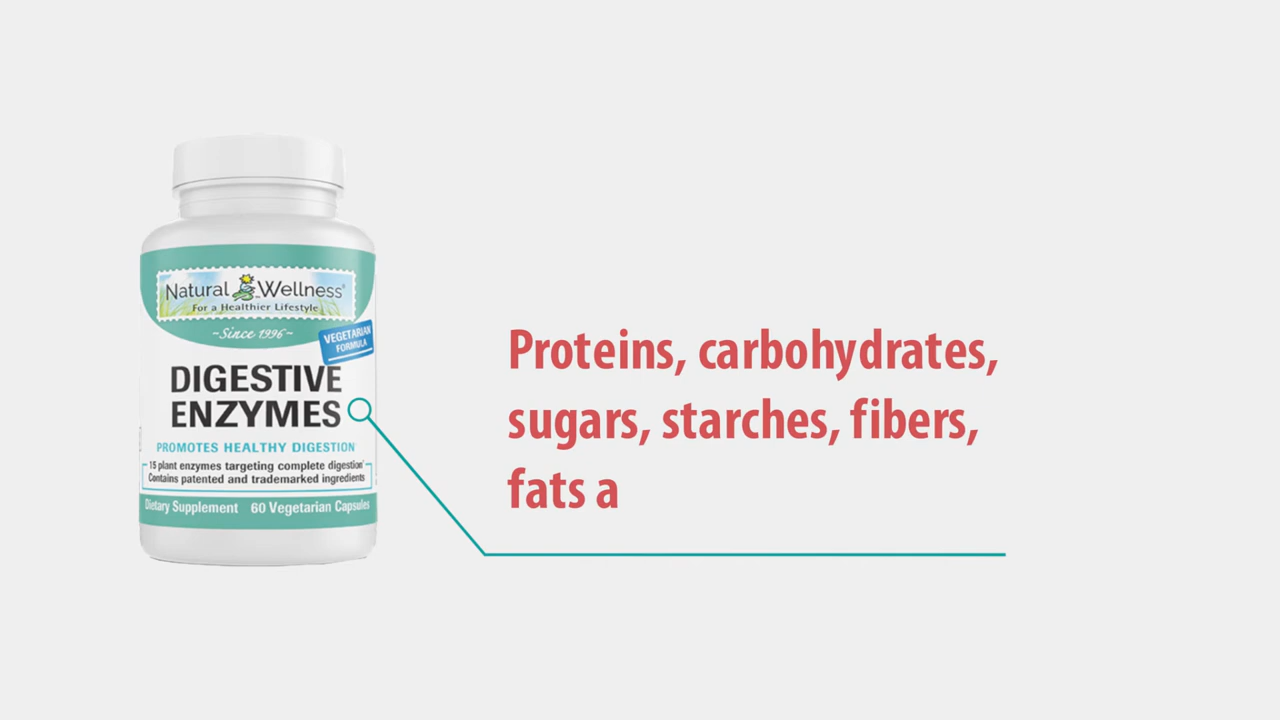 Natural Wellness®
For a Healthier Lifestyle
~Since 1996~
VEGETARIAN
FORMULA
DIGESTIVE
ENZYMES
PROMOTES HEALTHY DIGESTION
15 plant enzymes targeting complete digestion
Contains patented and trademarked ingredients
Dietary Supplement 60 Vegetarian Capsules
Proteins, carbohydrates,
sugars, starches, fibers,
fats a